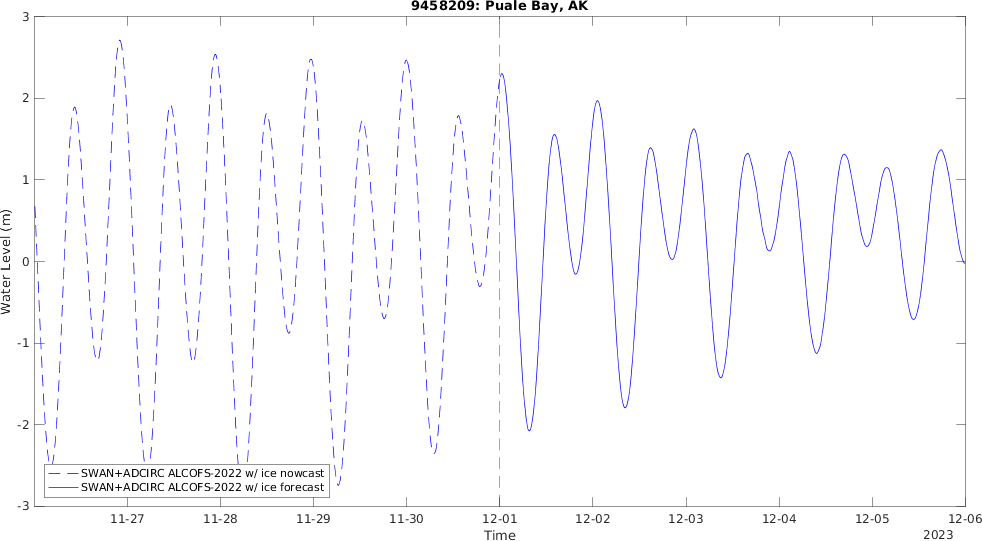 9458209: Puale Bay, AK
Water Level (m)
3
2
1
0
-1
-2
-3
SWAN+ADCIRC ALCOFS-2022 w/ ice nowcast
SWAN+ADCIRC ALCOFS-2022 w/ ice forecast
11-27 11-28 11-29 11-30 12-01 12-02 12-03 12-04 12-05 12-06
Time
2023